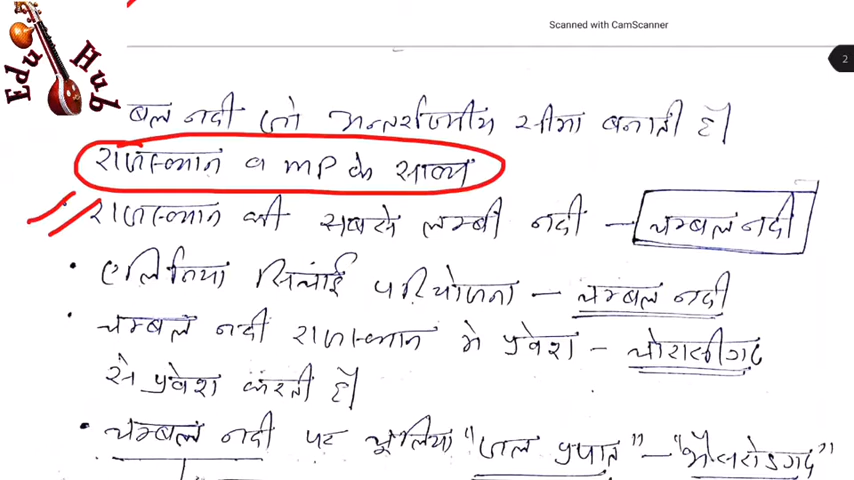 Scanned with CamScanner
2
Edu Hub
बल नदी जो अन्तर्राज्यीय सीमा बनाती है।
राजस्थान व MP के साथ
राजस्थान की सबसे लम्बी नदी - चम्बल नदी
सिंचाई परियोजना - चम्बल नदी
चम्बल नदी राजस्थान मे प्रवेश - चोरासीगढ
से प्रवेश करती है।
चम्बल नदी पर चूलिया "जल प्रपात" - "भैंसरोडगढ"